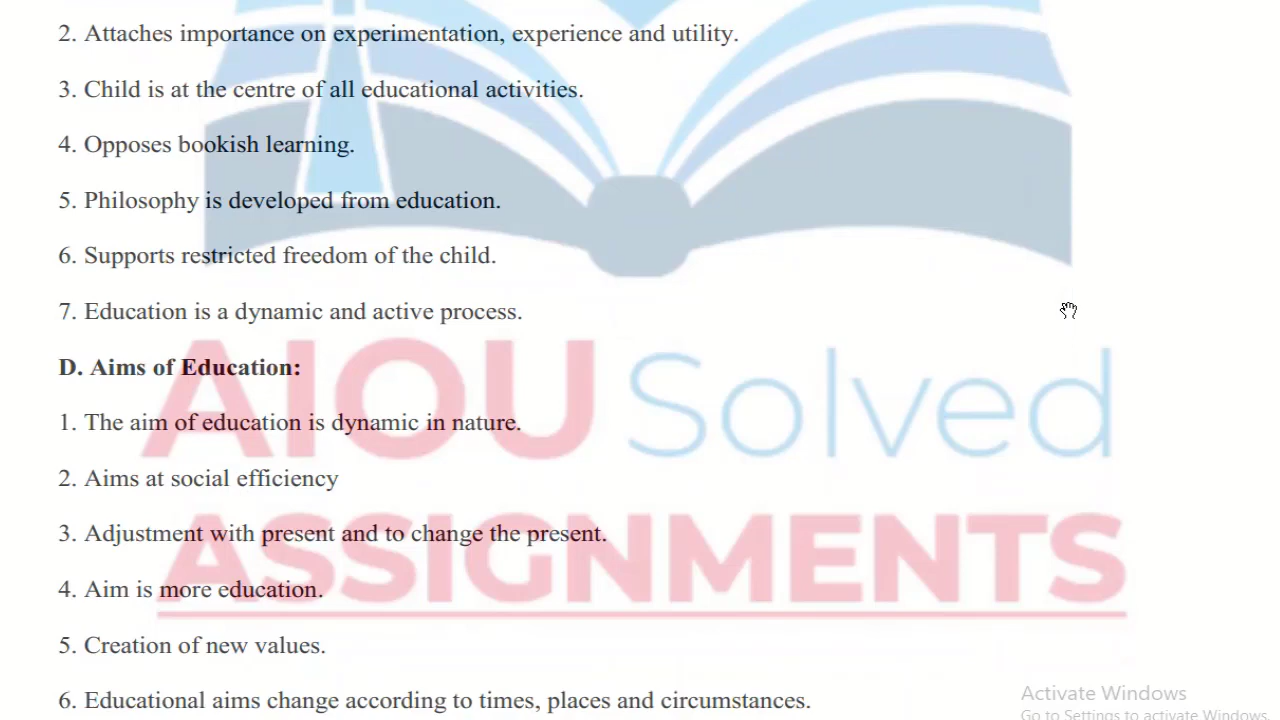 2. Attaches importance on experimentation, experience and utility.
3. Child is at the centre of all educational activities.
4. Opposes bookish learning.
5. Philosophy is developed from education.
6. Supports restricted freedom of the child.
7. Education is a dynamic and active process.
D. Aims of Education:
AIOU Solved
1. The aim of education is dynamic in nature.
2. Aims at social efficiency
3. Adjustment with present and to change the present.
ASSIGNMENTS
4. Aim is more education.
5. Creation of new values.
6. Educational aims change according to times, places and circumstances.
Activate Windows
Go to Settings to activate Windows.